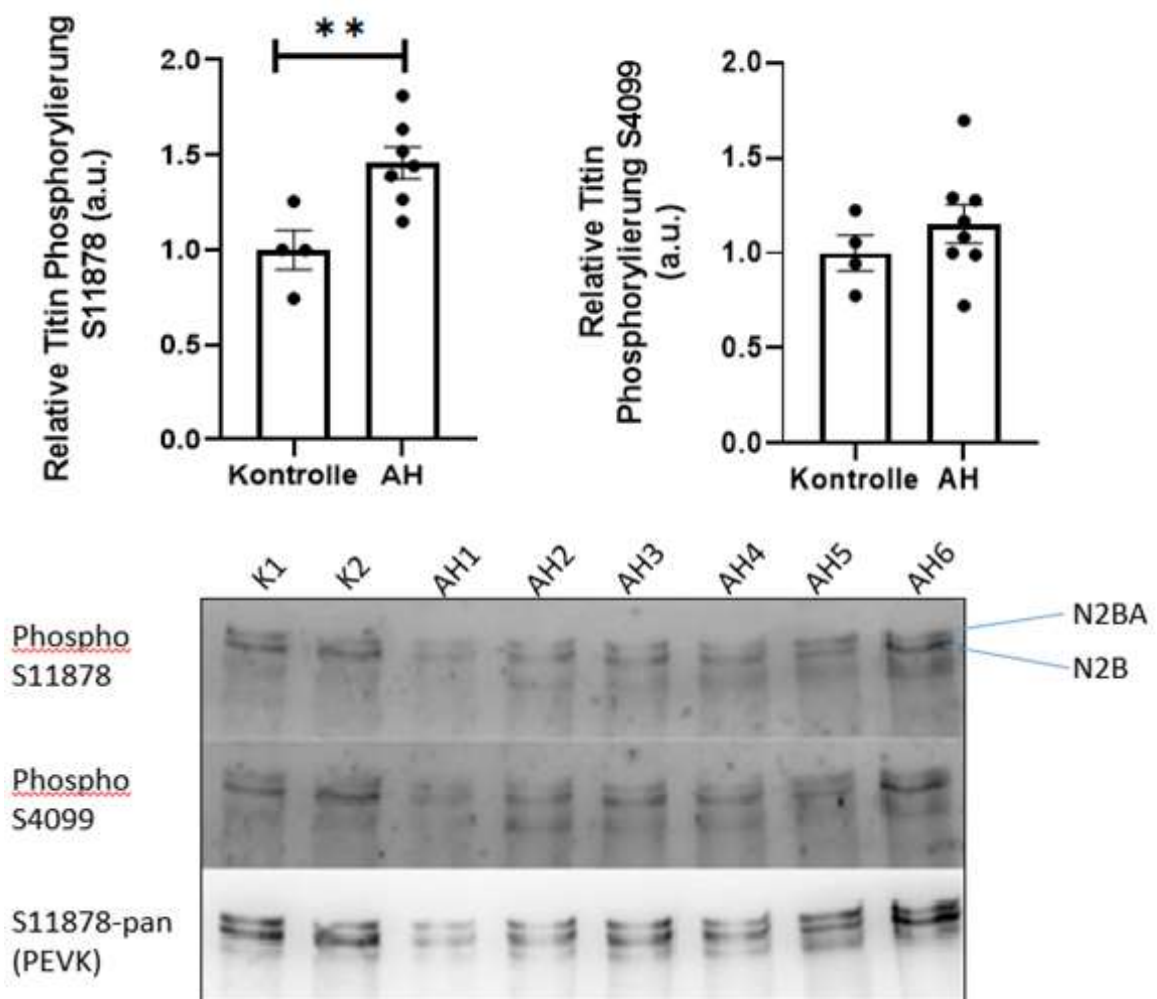 Relative Titin Phosphorylierung
S11878 (a.u.)
**
2.0
1.5
1.0
0.5
0.0
Kontrolle AH
Relative Titin
Phosphorylierung S4099
(a.u.)
2.0
1.5
1.0
0.5
0.0
Kontrolle AH
K1 K2 AH1 AH2 AH3 AH4 AH5 AH6
Phospho
S11878
N2BA
N2B
Phospho
S4099
S11878-pan
(PEVK)